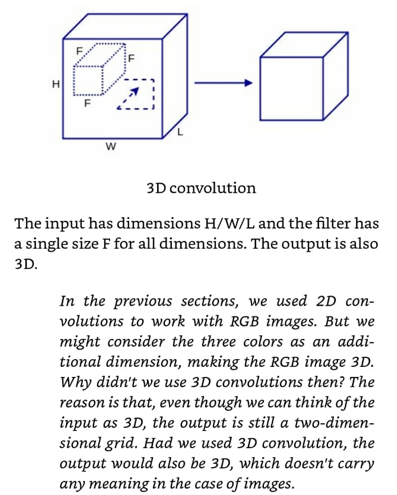 F
F
F
H
W
L
3D convolution
The input has dimensions H/W/L and the filter has
a single size F for all dimensions. The output is also
3D.
In the previous sections, we used 2D con-
volutions to work with RGB images. But we
might consider the three colors as an addi-
tional dimension, making the RGB image 3D.
Why didn't we use 3D convolutions then? The
reason is that, even though we can think of the
input as 3D, the output is still a two-dimen-
sional grid. Had we used 3D convolution, the
output would also be 3D, which doesn't carry
any meaning in the case of images.